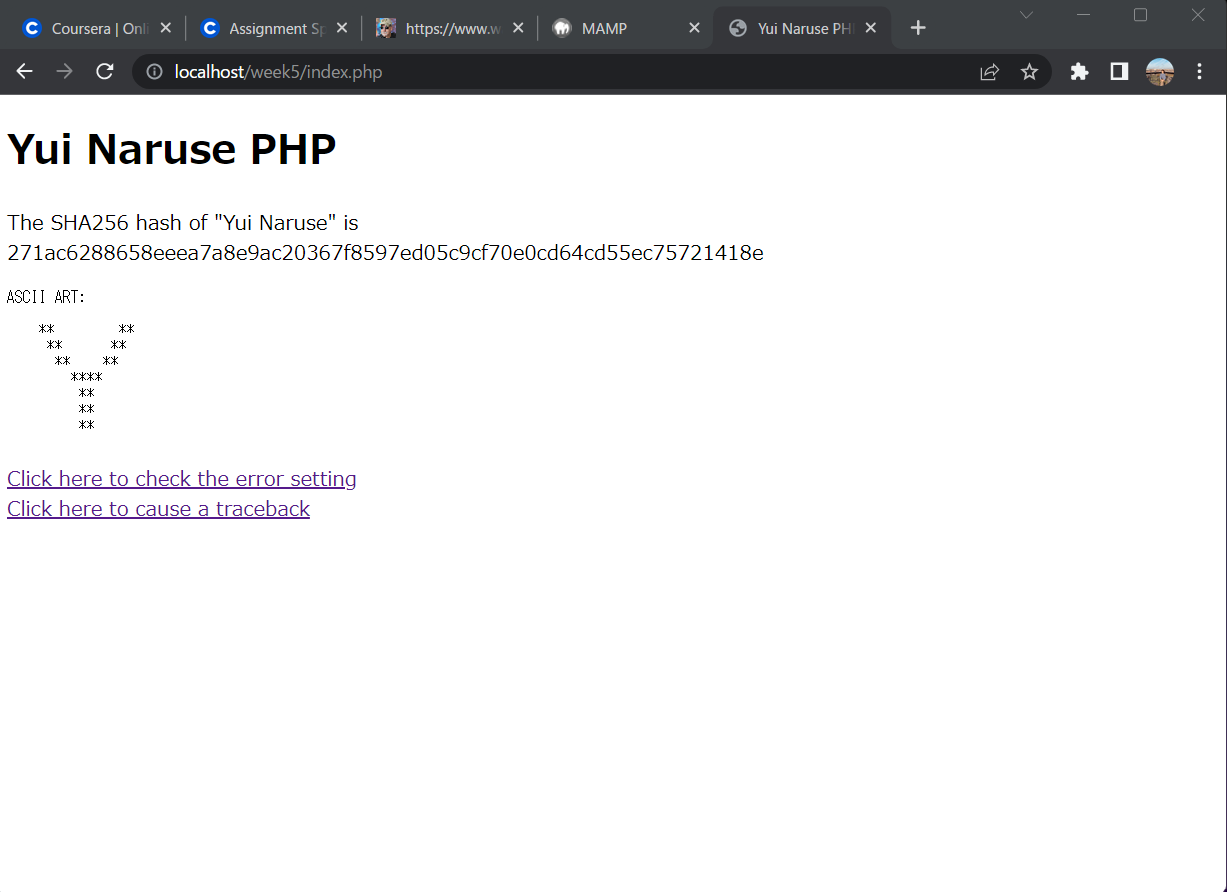 Coursera | Onli
Assignment Sp
https://www.w
MAMP
Yui Naruse PH
localhost/week5/index.php
Yui Naruse PHP
The SHA256 hash of "Yui Naruse" is
271ac6288658eeea7a8e9ac20367f8597ed05c9cf70e0cd64cd55ec75721418e
ASCII ART:
    **        **
     **      **
      **    **
        ****
         **
         **
         **
Click here to check the error setting
Click here to cause a traceback